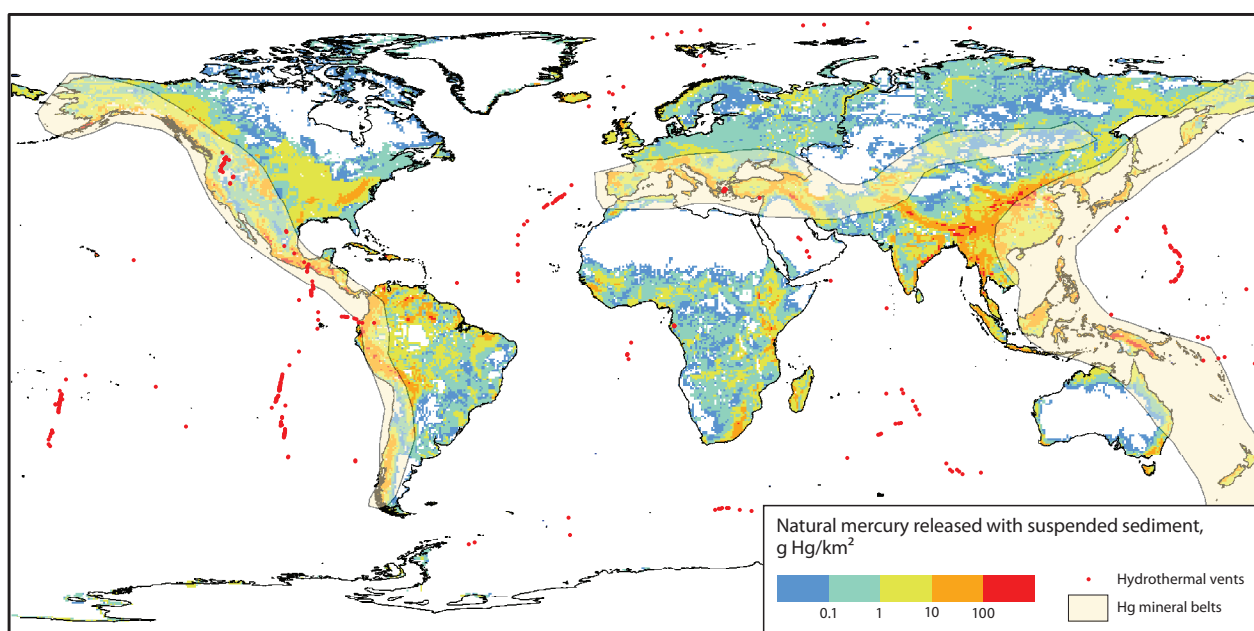 Natural mercury released with suspended sediment,
g Hg/km²
0.1 1 10 100
Hydrothermal vents
Hg mineral belts